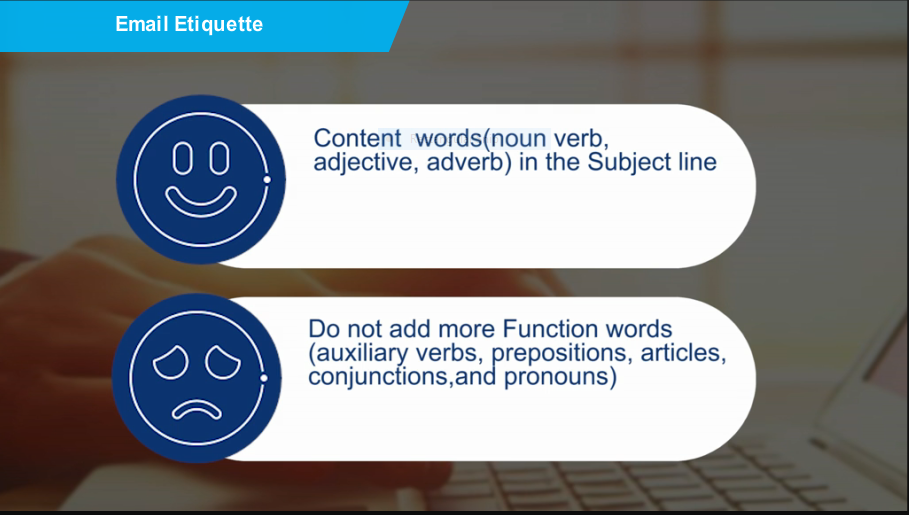 Email Etiquette
Content words(noun verb,
adjective, adverb) in the Subject line
Do not add more Function words
(auxiliary verbs, prepositions, articles,
conjunctions,and pronouns)